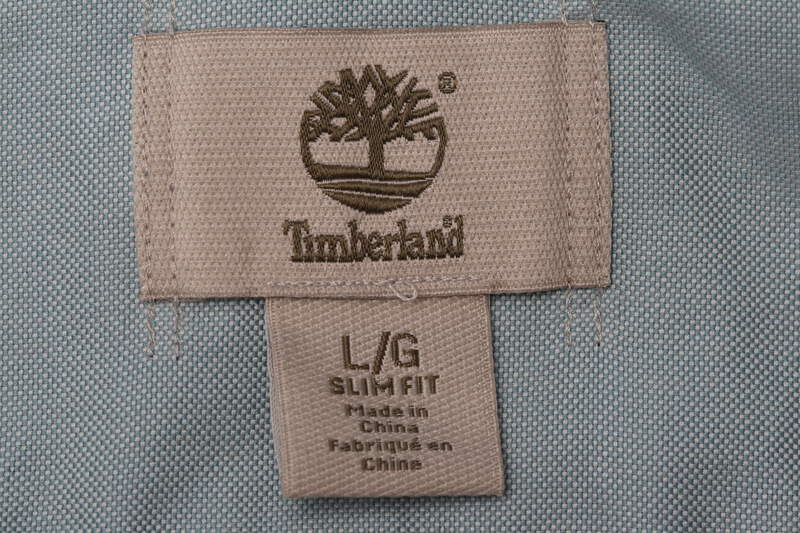 ®
Timberland
L/G
SLIM FIT
Made in
China
Fabriqué en
Chine